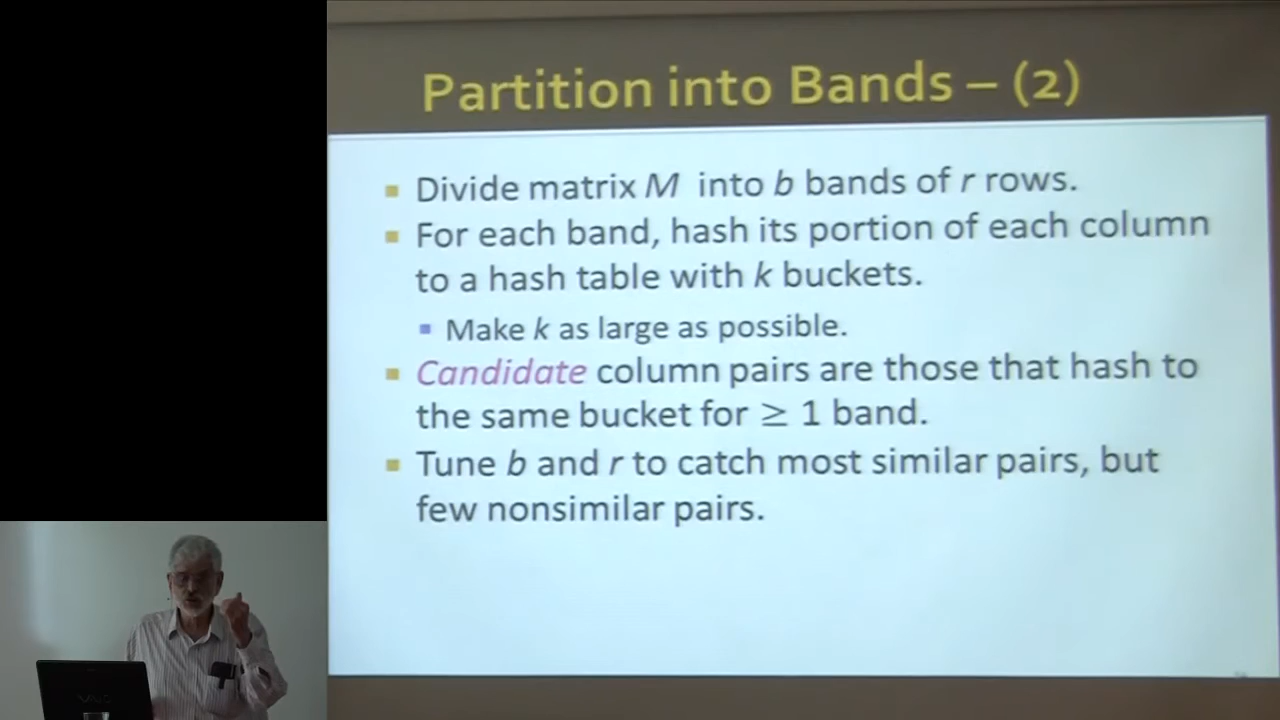 Partition into Bands – (2)
Divide matrix M into b bands of r rows.
For each band, hash its portion of each column
to a hash table with k buckets.
Make k as large as possible.
Candidate column pairs are those that hash to
the same bucket for ≥ 1 band.
Tune b and r to catch most similar pairs, but
few nonsimilar pairs.